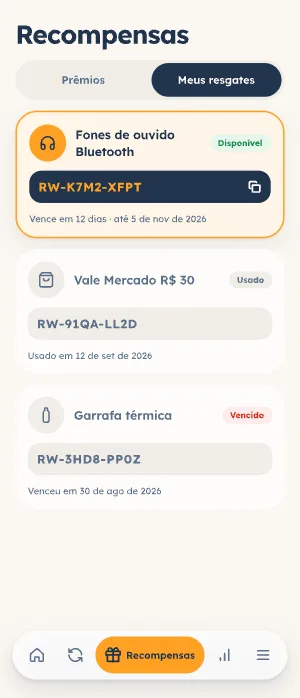 Recompensas
Prêmios
Meus resgates
Fones de ouvido
Bluetooth
Disponível
RW-K7M2-XFPT
Vence em 12 dias · até 5 de nov de 2026
Vale Mercado R$ 30
Usado
RW-91QA-LL2D
Usado em 12 de set de 2026
Garrafa térmica
Vencido
RW-3HD8-PP0Z
Venceu em 30 de ago de 2026
Recompensas